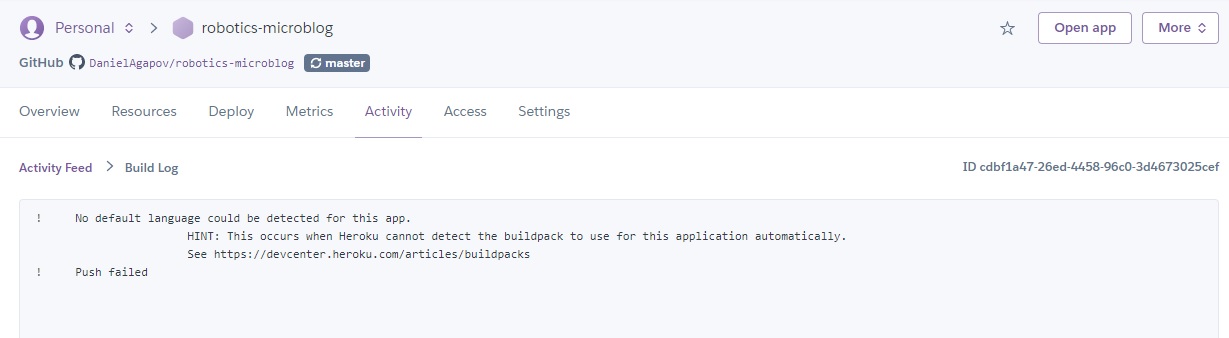 Personal > robotics-microblog
Open app
More
GitHub DanielAgapov/robotics-microblog master
Overview Resources Deploy Metrics Activity Access Settings
Activity Feed > Build Log
ID cdbf1a47-26ed-4458-96c0-3d4673025cef
! No default language could be detected for this app.
HINT: This occurs when Heroku cannot detect the buildpack to use for this application automatically.
See https://devcenter.heroku.com/articles/buildpacks
! Push failed